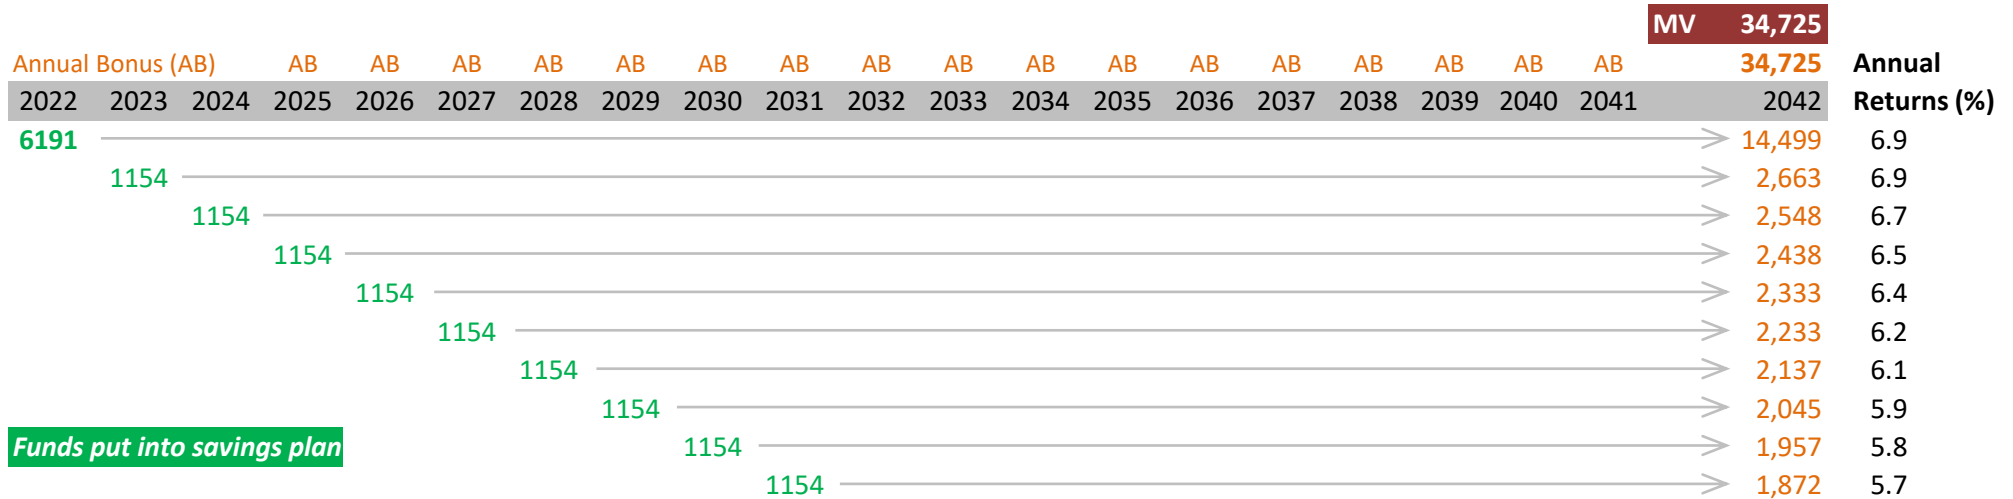 MV 34,725
Annual Bonus (AB) AB AB AB AB AB AB AB AB AB AB AB AB AB AB AB AB AB 34,725 Annual
2022 2023 2024 2025 2026 2027 2028 2029 2030 2031 2032 2033 2034 2035 2036 2037 2038 2039 2040 2041 2042 Returns (%)
6191 14,499 6.9
1154 2,663 6.9
1154 2,548 6.7
1154 2,438 6.5
1154 2,333 6.4
1154 2,233 6.2
1154 2,137 6.1
1154 2,045 5.9
Funds put into savings plan 1154 1,957 5.8
1154 1,872 5.7